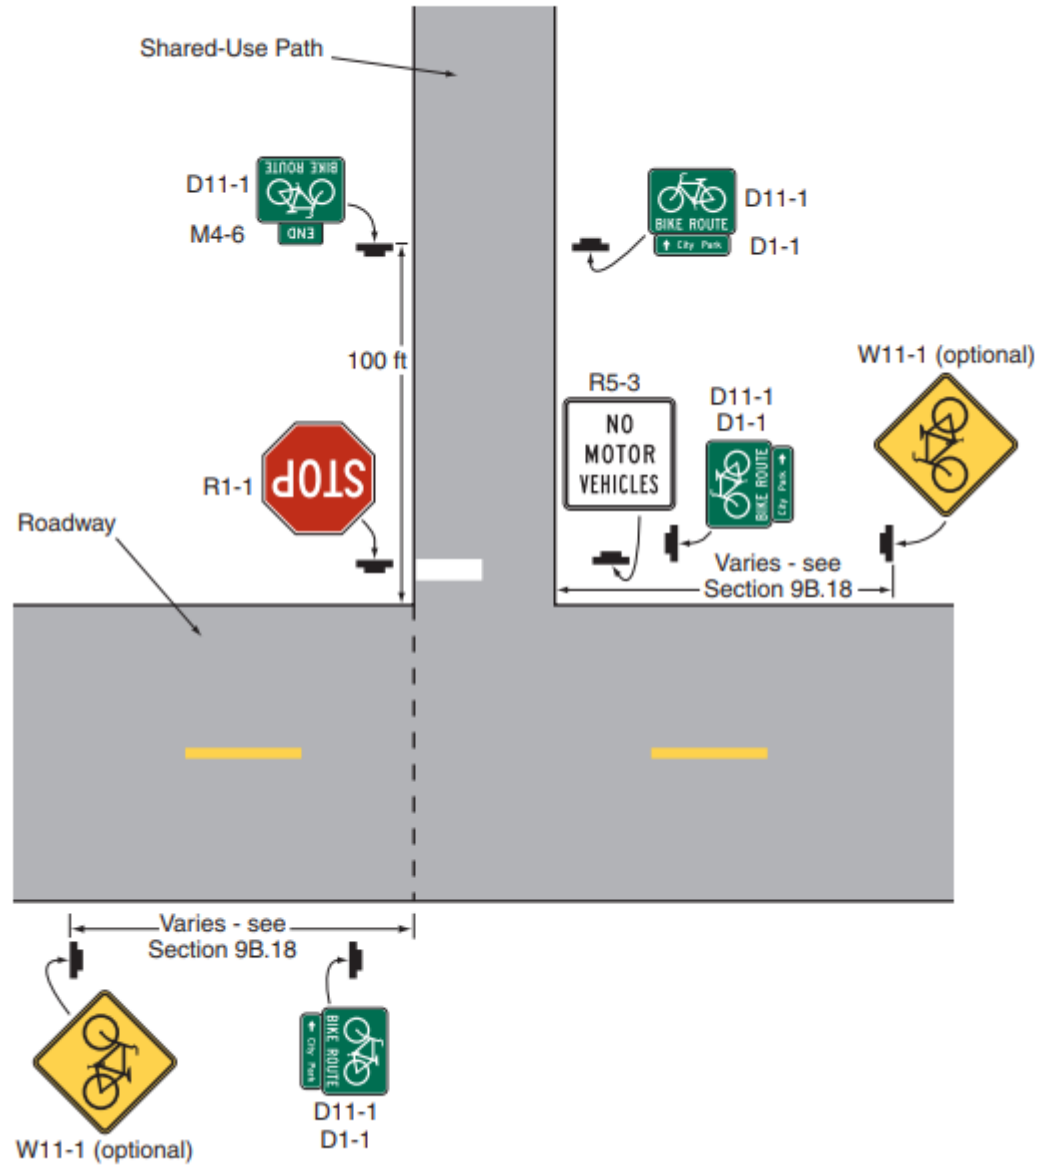 Shared-Use Path
D11-1
BIKE ROUTE
M4-6
END
D11-1
BIKE ROUTE
D1-1
↑ City Park
100 ft
W11-1 (optional)
R5-3
NO
MOTOR
VEHICLES
D11-1
D1-1
BIKE ROUTE
City Park →
R1-1
STOP
Roadway
Varies - see
Section 9B.18
Varies - see
Section 9B.18
← City Park
BIKE ROUTE
D11-1
D1-1
W11-1 (optional)